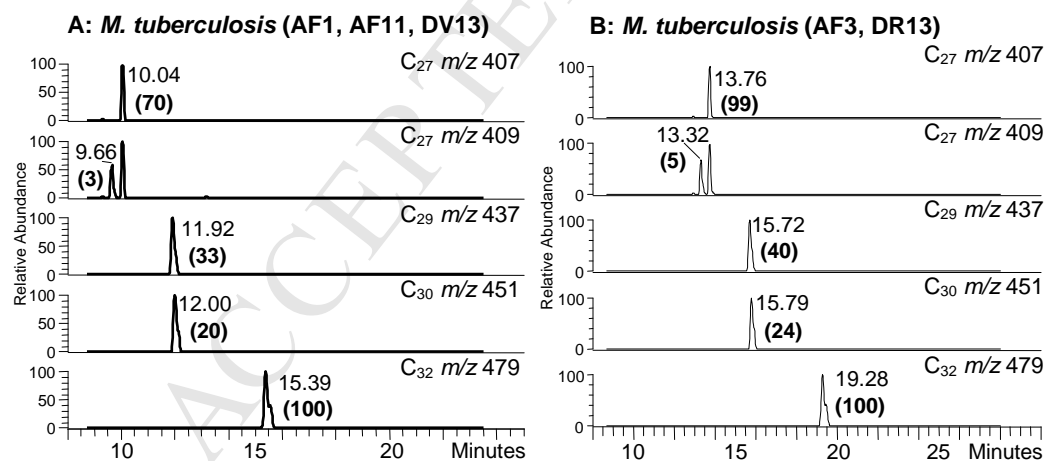 A: M. tuberculosis (AF1, AF11, DV13)
C₂₇ m/z 407
100
50
0
10.04
(70)
C₂₇ m/z 409
100
50
0
9.66
(3)
C₂₉ m/z 437
100
50
0
11.92
(33)
C₃₀ m/z 451
100
50
0
12.00
(20)
C₃₂ m/z 479
100
50
0
15.39
(100)
Relative Abundance
10 15 20 Minutes
B: M. tuberculosis (AF3, DR13)
C₂₇ m/z 407
100
0
13.76
(99)
C₂₇ m/z 409
100
0
13.32
(5)
C₂₉ m/z 437
100
0
15.72
(40)
C₃₀ m/z 451
100
0
15.79
(24)
C₃₂ m/z 479
100
0
19.28
(100)
Relative Abundance
10 15 20 25 Minutes
ACCEPTE